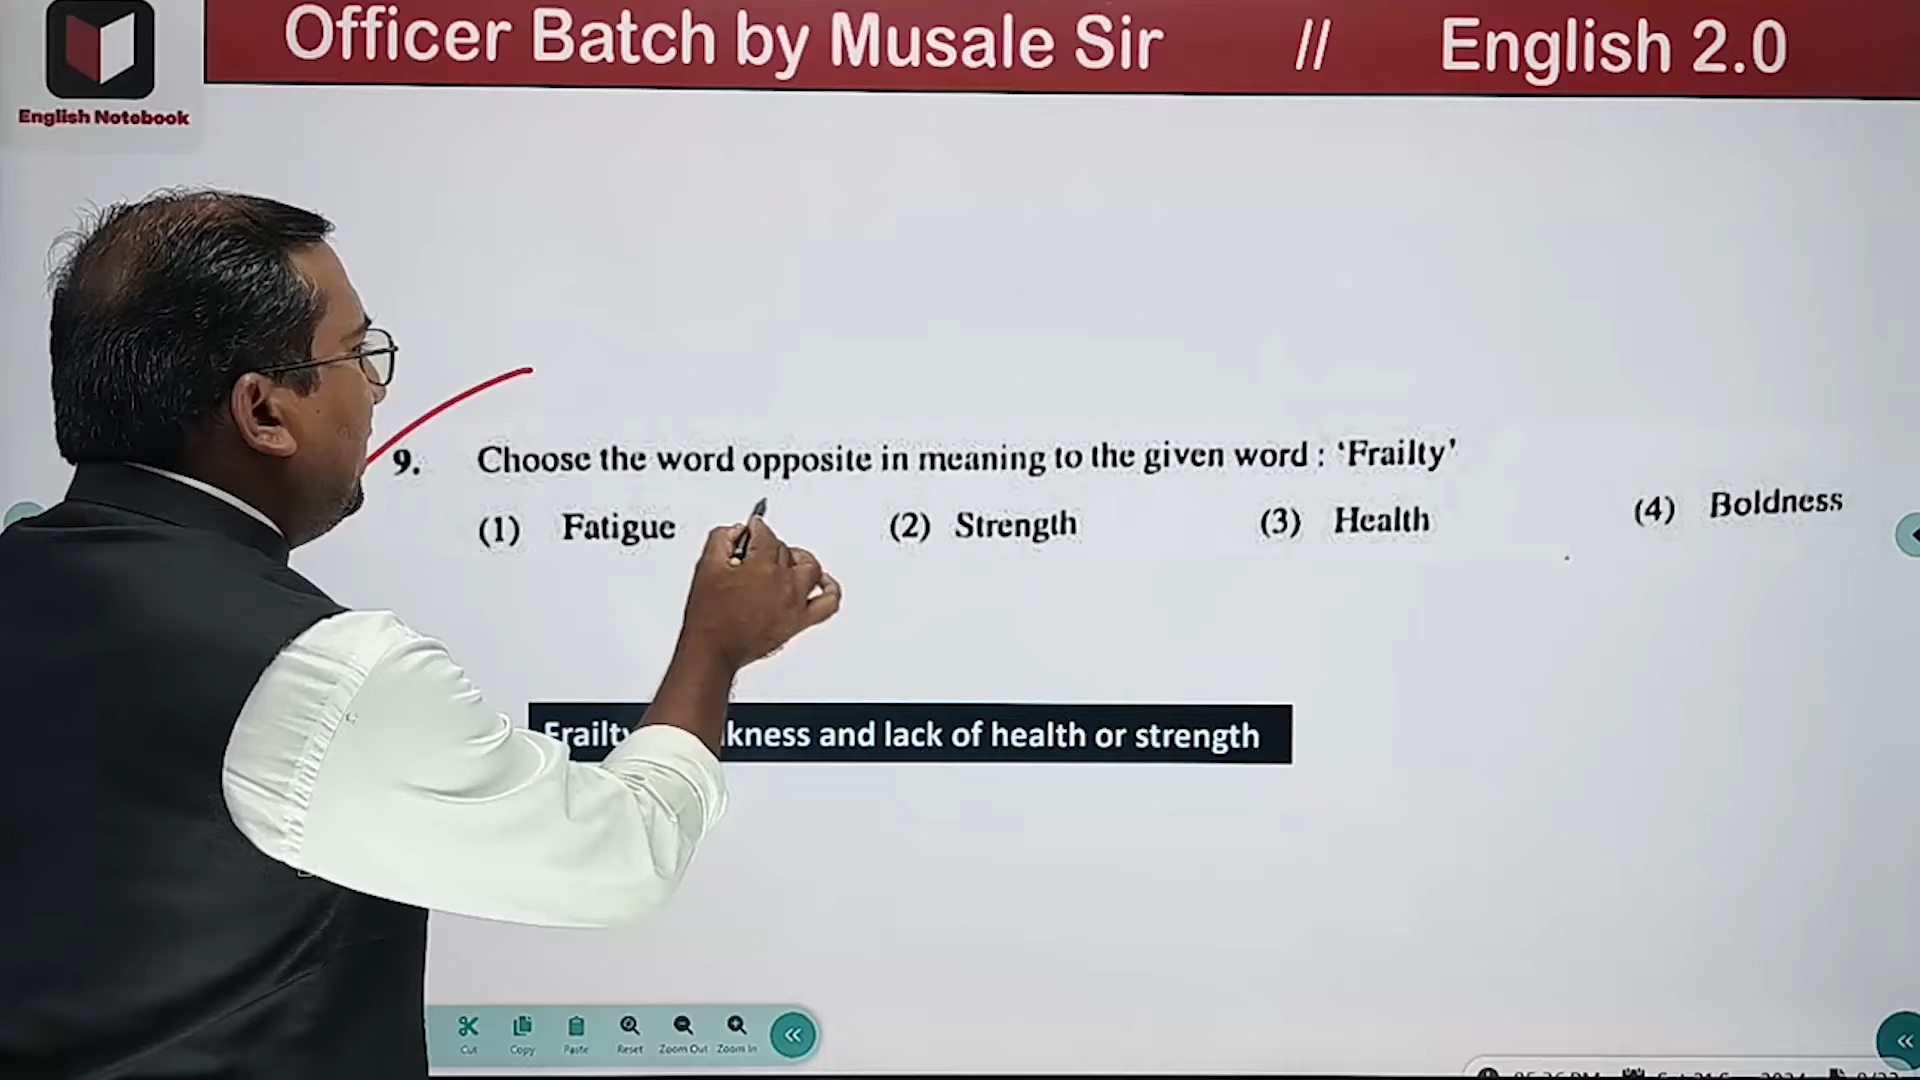 Officer Batch by Musale Sir // English 2.0
English Notebook
9. Choose the word opposite in meaning to the given word : 'Frailty'
(1) Fatigue (2) Strength (3) Health (4) Boldness
Frailty kness and lack of health or strength
Cut Copy Paste Reset Zoom Out Zoom In